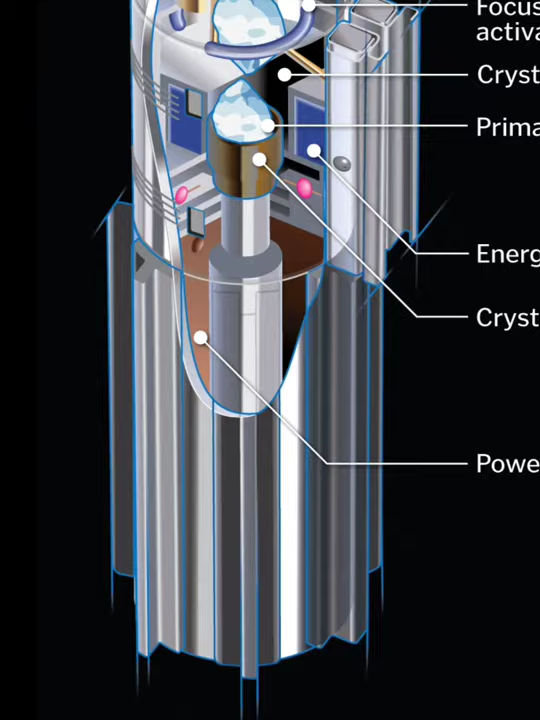 Focus
activa
Cryst
Prima
Energ
Cryst
Powe